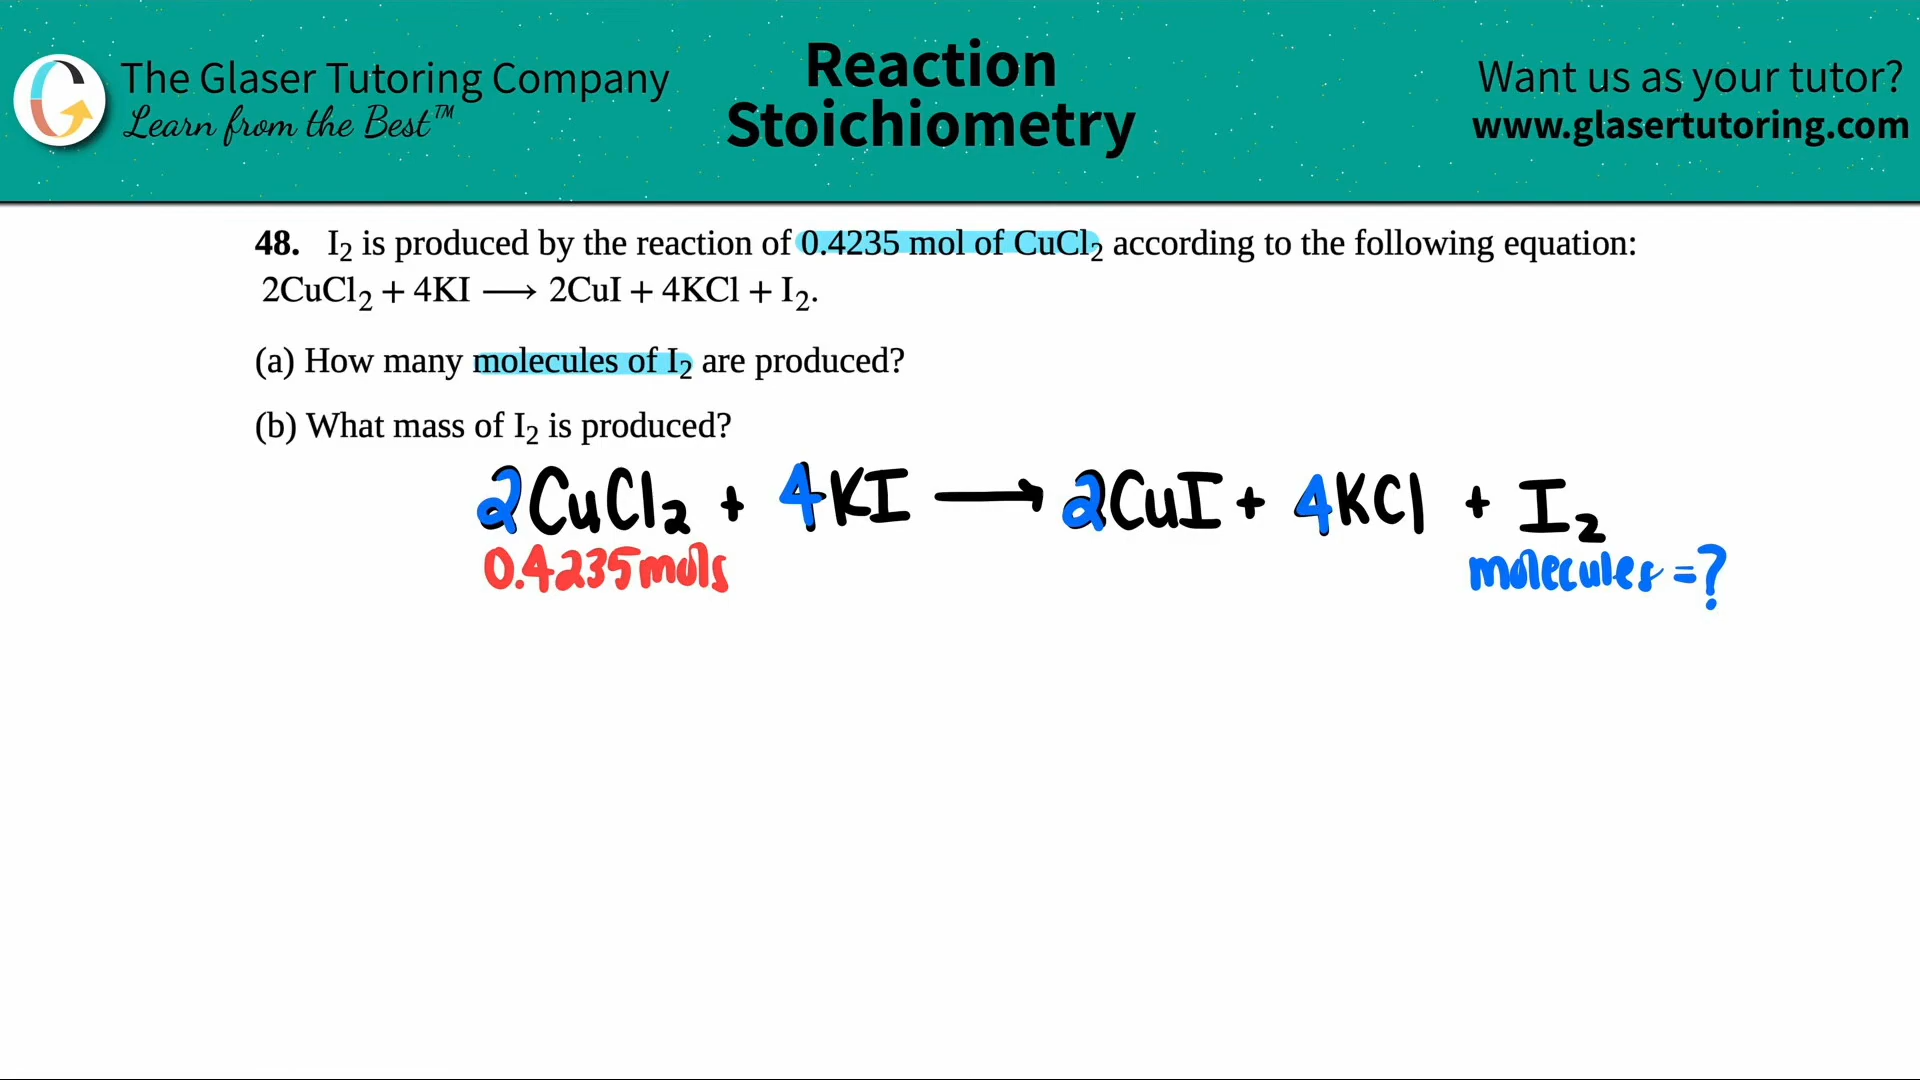 The Glaser Tutoring Company
Learn from the Best™
Reaction
Stoichiometry
Want us as your tutor?
www.glasertutoring.com
48. I₂ is produced by the reaction of 0.4235 mol of CuCl₂ according to the following equation:
2CuCl₂ + 4KI ⟶ 2CuI + 4KCl + I₂.
(a) How many molecules of I₂ are produced?
(b) What mass of I₂ is produced?
2CuCl₂ + 4KI ⟶ 2CuI + 4KCl + I₂
0.4235 mols
molecules = ?